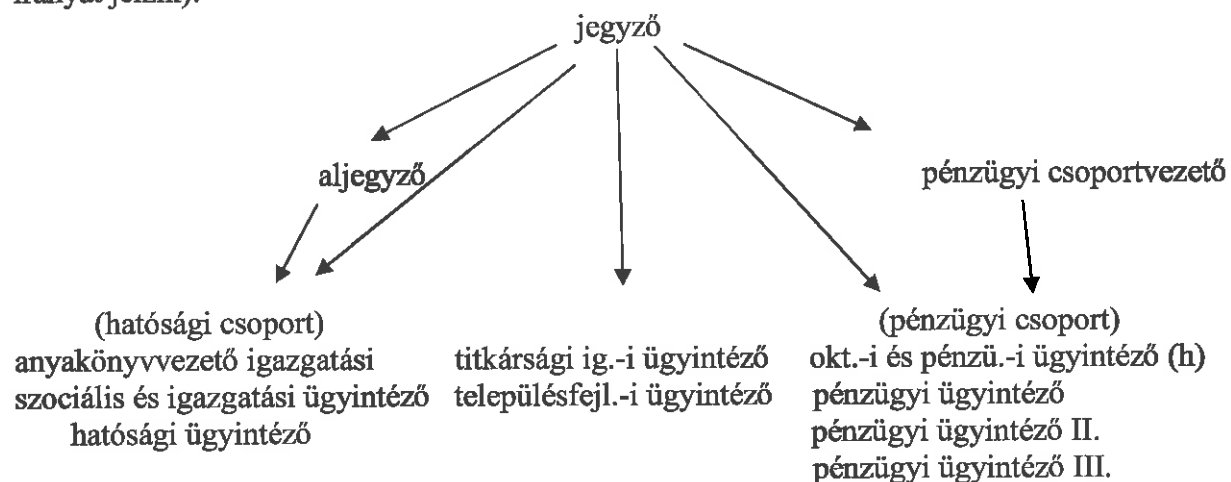 irányát jelzik).
jegyző
aljegyző
pénzügyi csoportvezető
(hatósági csoport)
anyakönyvvezető igazgatási
szociális és igazgatási ügyintéző
hatósági ügyintéző
titkársági ig.-i ügyintéző
településfejl.-i ügyintéző
(pénzügyi csoport)
okt.-i és pénzü.-i ügyintéző (h)
pénzügyi ügyintéző
pénzügyi ügyintéző II.
pénzügyi ügyintéző III.